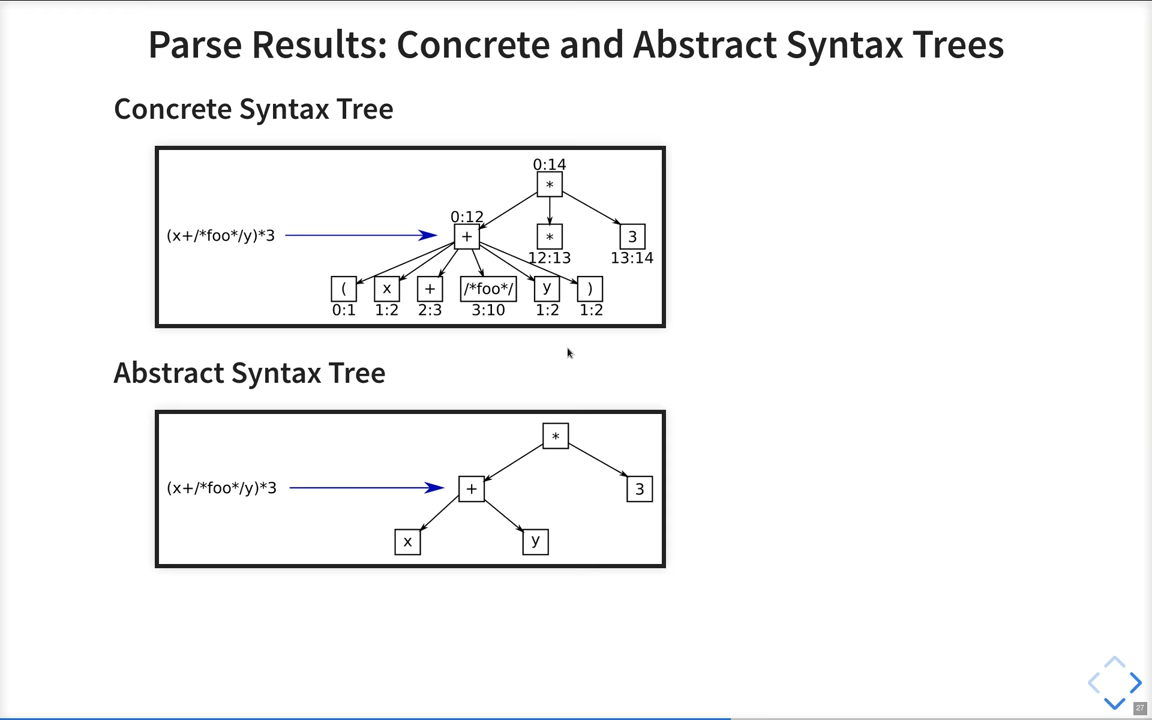 Parse Results: Concrete and Abstract Syntax Trees
Concrete Syntax Tree
0:14
*
0:12
(x+/*foo*/y)*3
+
*
3
12:13
13:14
(
x
+
/*foo*/
y
)
0:1
1:2
2:3
3:10
1:2
1:2
Abstract Syntax Tree
*
(x+/*foo*/y)*3
+
3
x
y
27